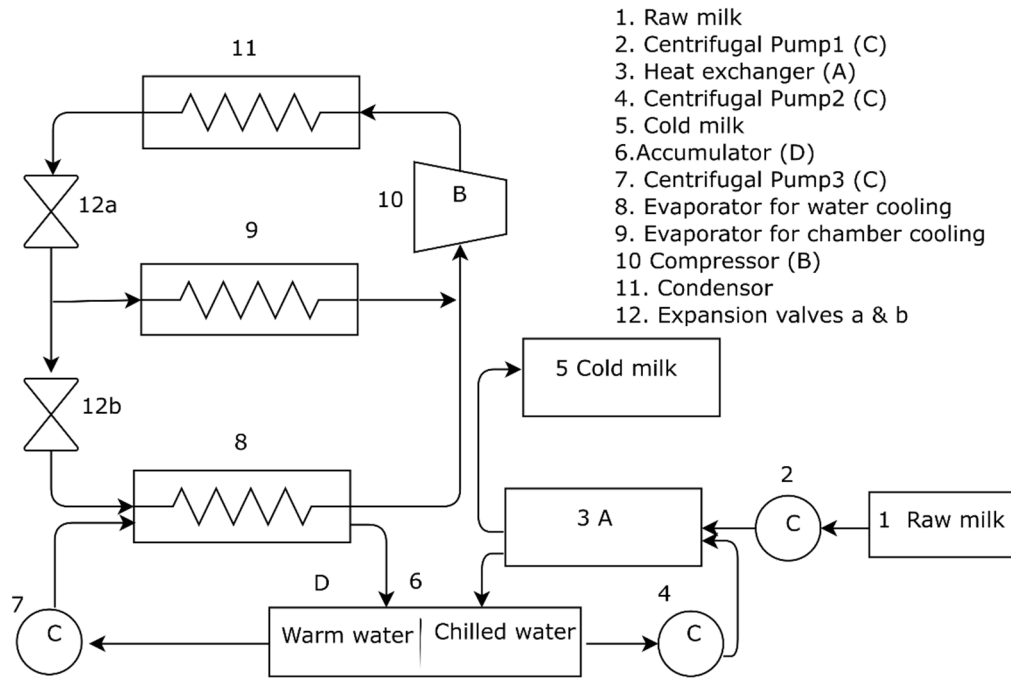 11
12a
10
B
9
12b
8
1. Raw milk
2. Centrifugal Pump1 (C)
3. Heat exchanger (A)
4. Centrifugal Pump2 (C)
5. Cold milk
6.Accumulator (D)
7. Centrifugal Pump3 (C)
8. Evaporator for water cooling
9. Evaporator for chamber cooling
10 Compressor (B)
11. Condensor
12. Expansion valves a & b
5 Cold milk
3 A
2
C
1 Raw milk
D
6
7
C
Warm water
Chilled water
4
C